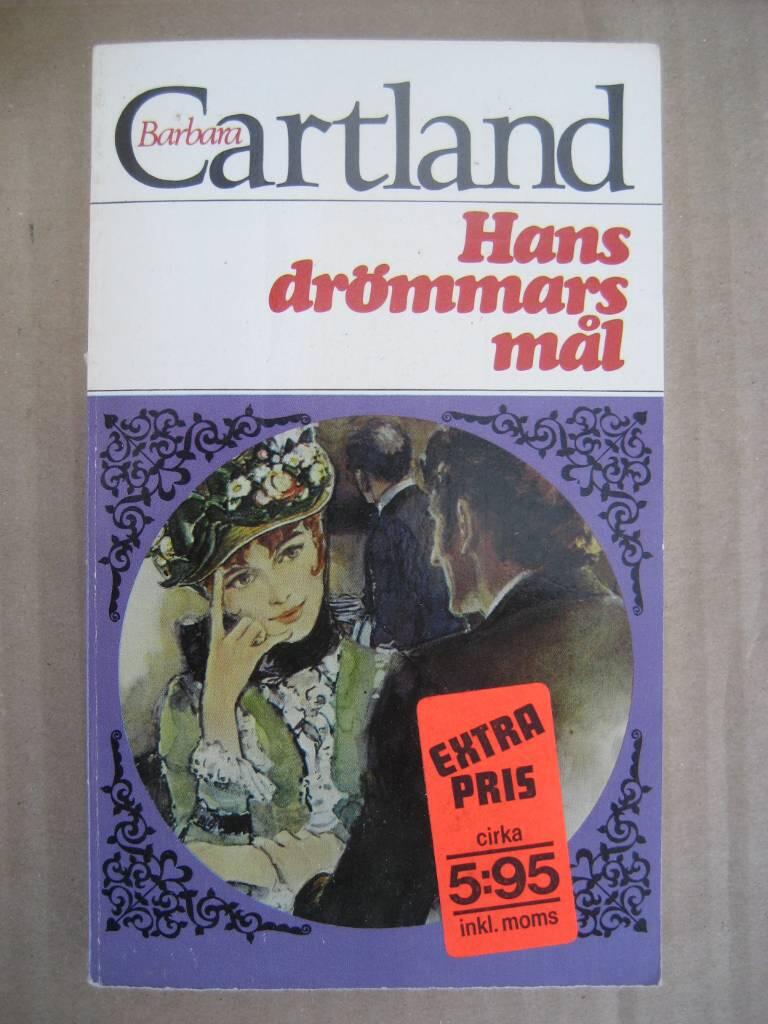 Barbara
Cartland
Hans
drömmars
mål
EXTRA
PRIS
cirka
5:95
inkl. moms